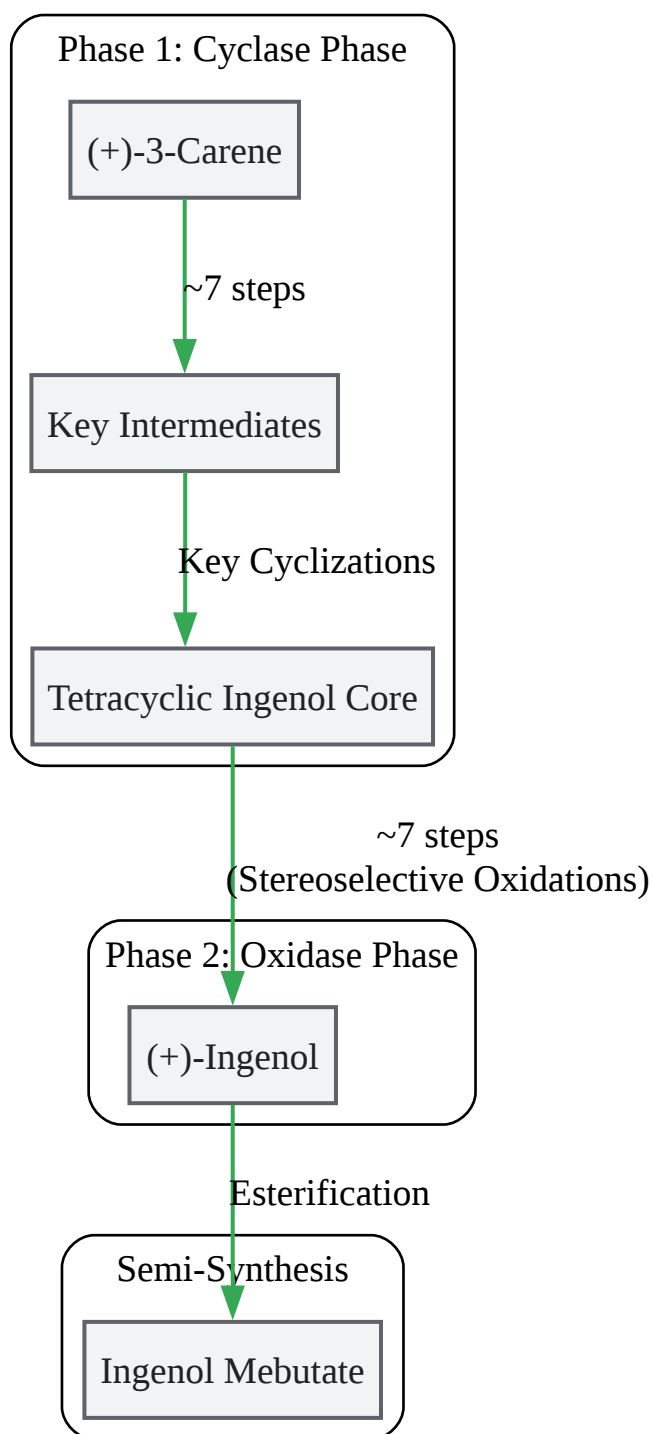 Phase 1: Cyclase Phase
(+)-3-Carene
~7 steps
Key Intermediates
Key Cyclizations
Tetracyclic Ingenol Core
~7 steps
(Stereoselective Oxidations)
Phase 2: Oxidase Phase
(+)-Ingenol
Esterification
Semi-Synthesis
Ingenol Mebutate